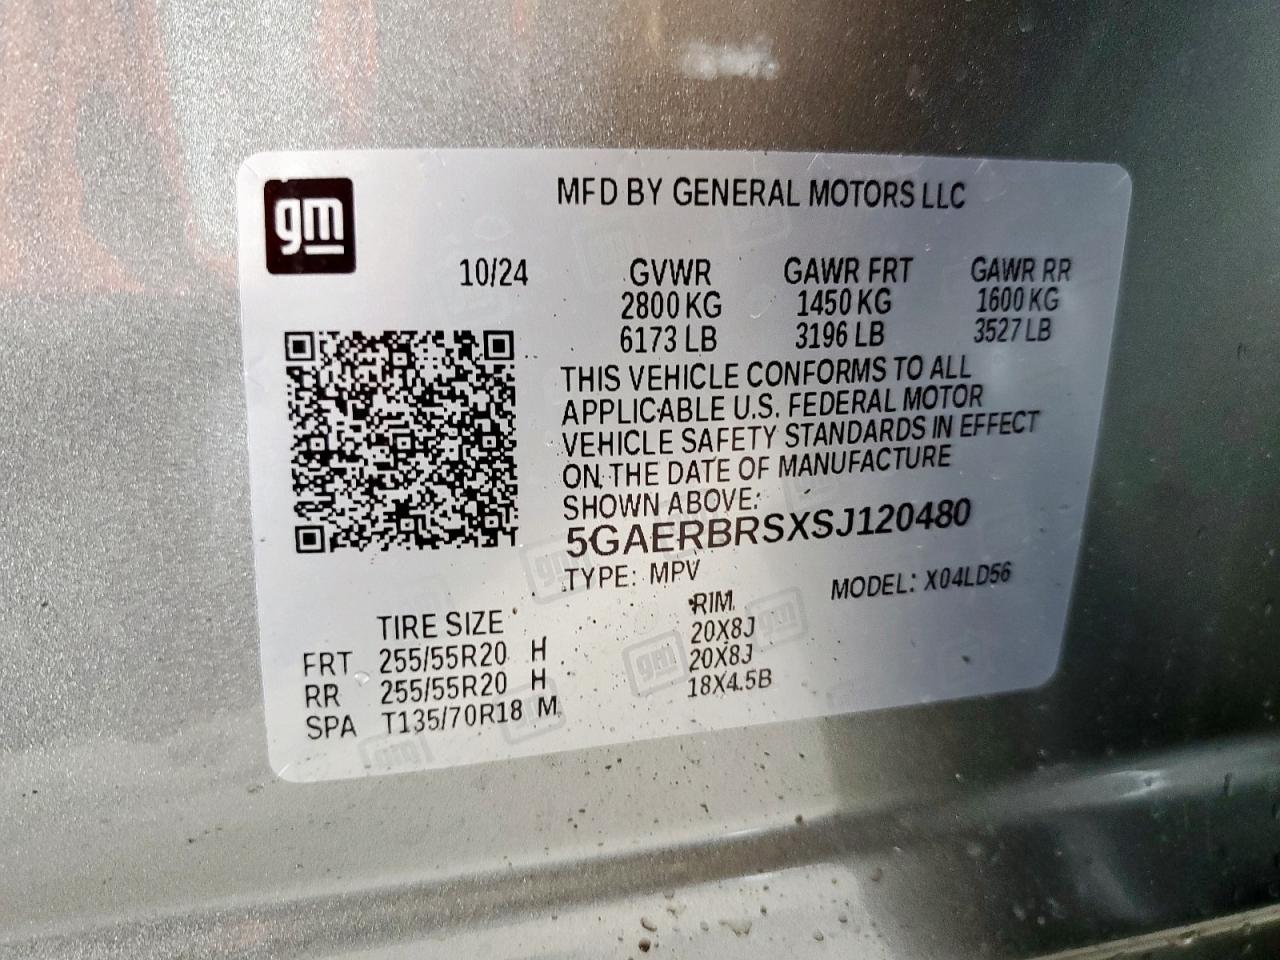 gm
MFD BY GENERAL MOTORS LLC
10/24 GVWR GAWR FRT GAWR RR
2800 KG 1450 KG 1600 KG
6173 LB 3196 LB 3527 LB
THIS VEHICLE CONFORMS TO ALL
APPLICABLE U.S. FEDERAL MOTOR
VEHICLE SAFETY STANDARDS IN EFFECT
ON THE DATE OF MANUFACTURE
SHOWN ABOVE:
5GAERBRSXSJ120480
TYPE: MPV MODEL: X04LD56
TIRE SIZE RIM
FRT 255/55R20 H 20X8J
RR 255/55R20 H 20X8J
SPA T135/70R18 M 18X4.5B